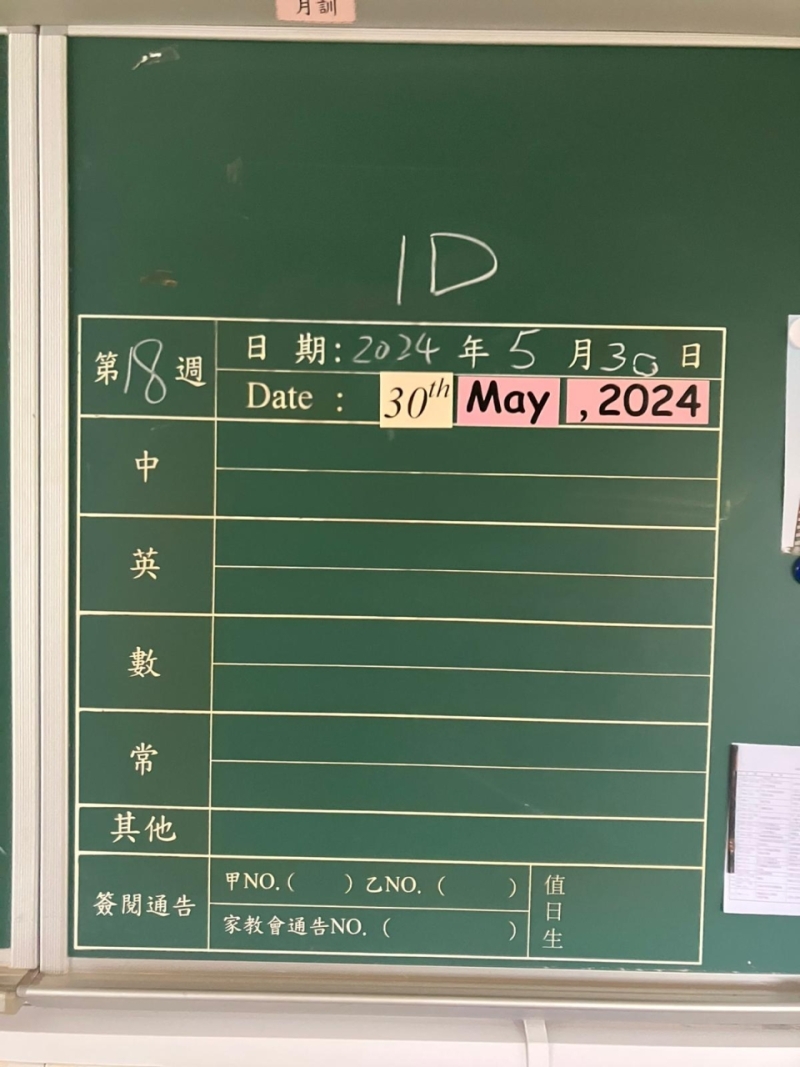 月訓
1D
第18週
日 期:2024 年 5 月30 日
Date : 30th May , 2024
中
英
數
常
其他
簽閱通告
甲NO.( ) 乙NO. ( )
家教會通告NO. ( )
值日生